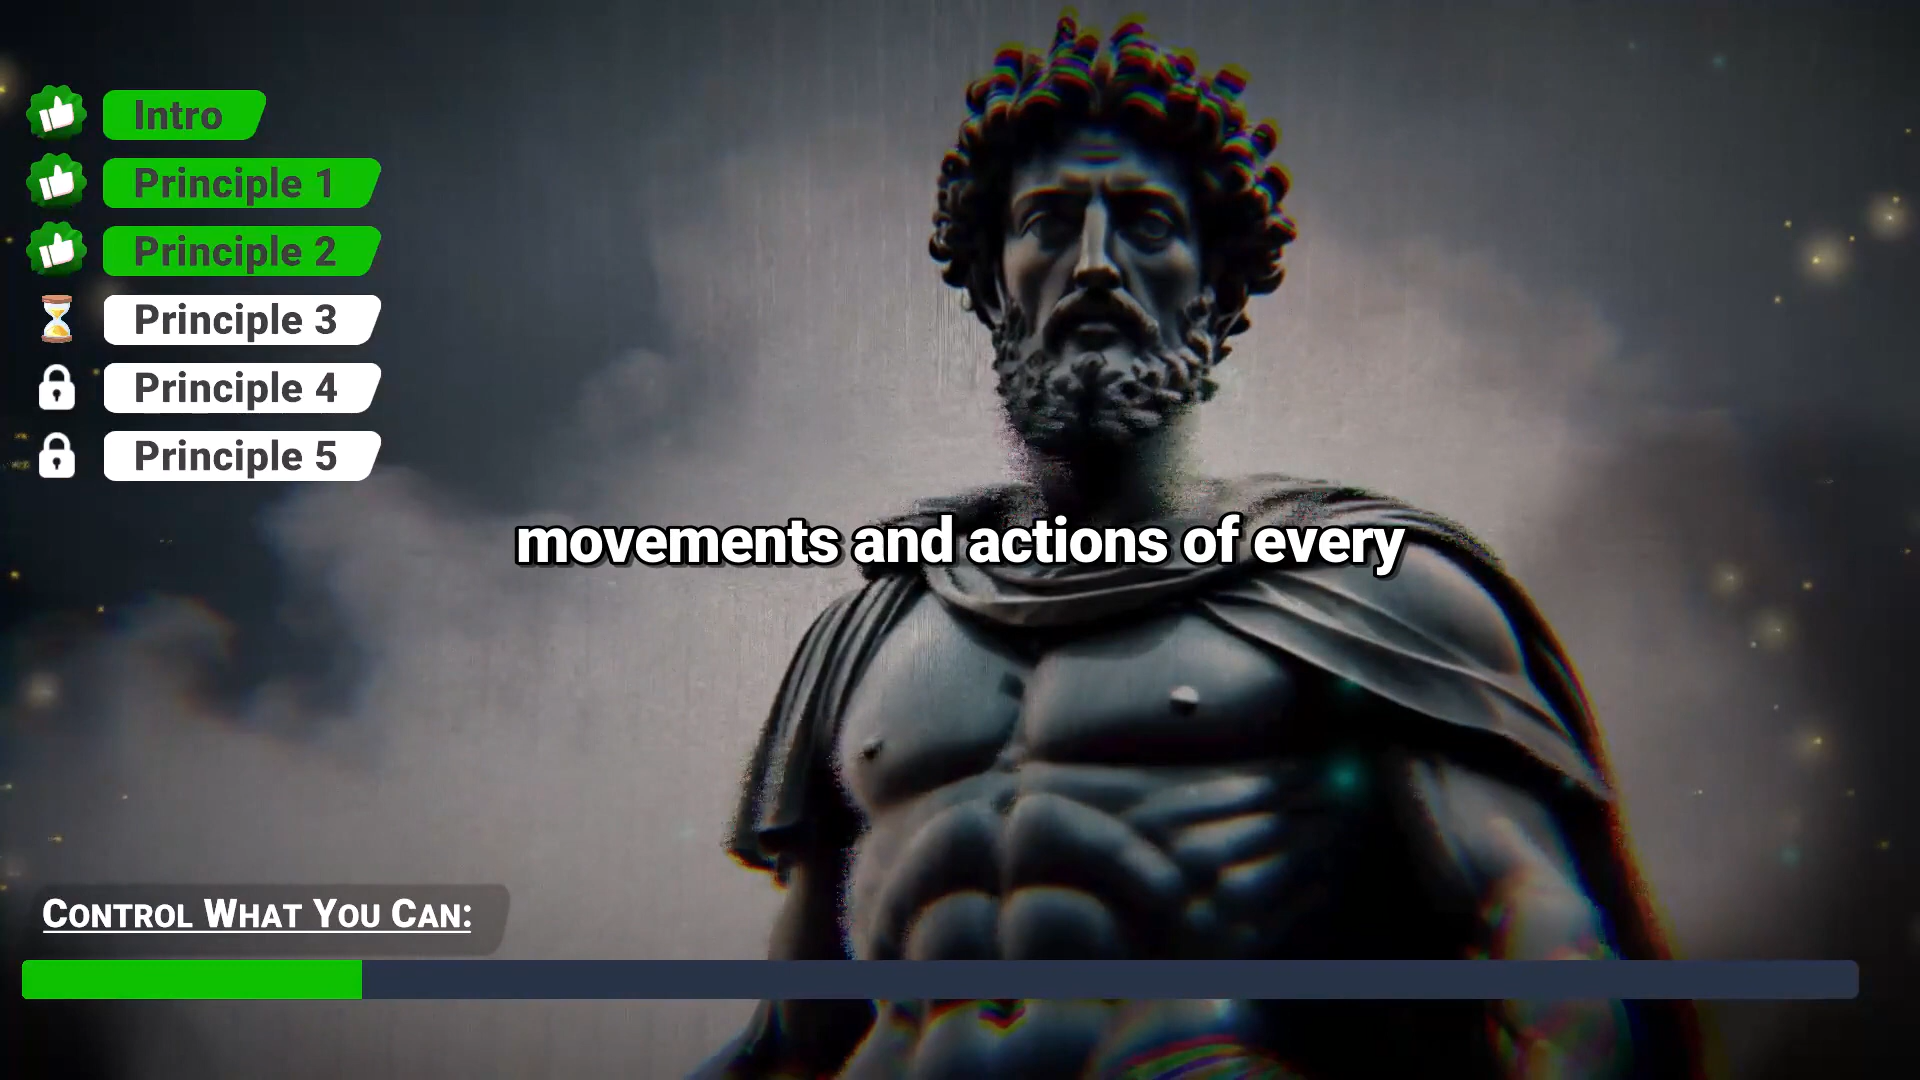 Intro
Principle 1
Principle 2
Principle 3
Principle 4
Principle 5
movements and actions of every
Control What You Can: